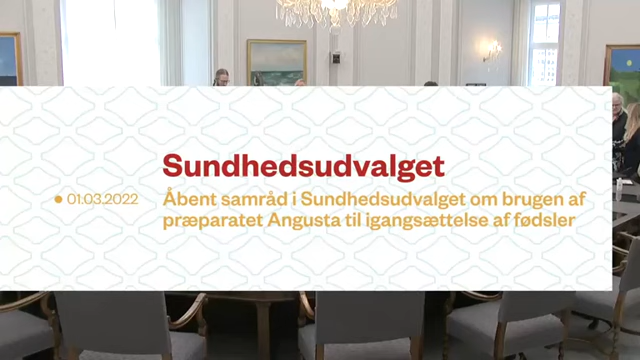 Sundhedsudvalget
01.03.2022
Åbent samråd i Sundhedsudvalget om brugen af
præparatet Angusta til igangsættelse af fødsler